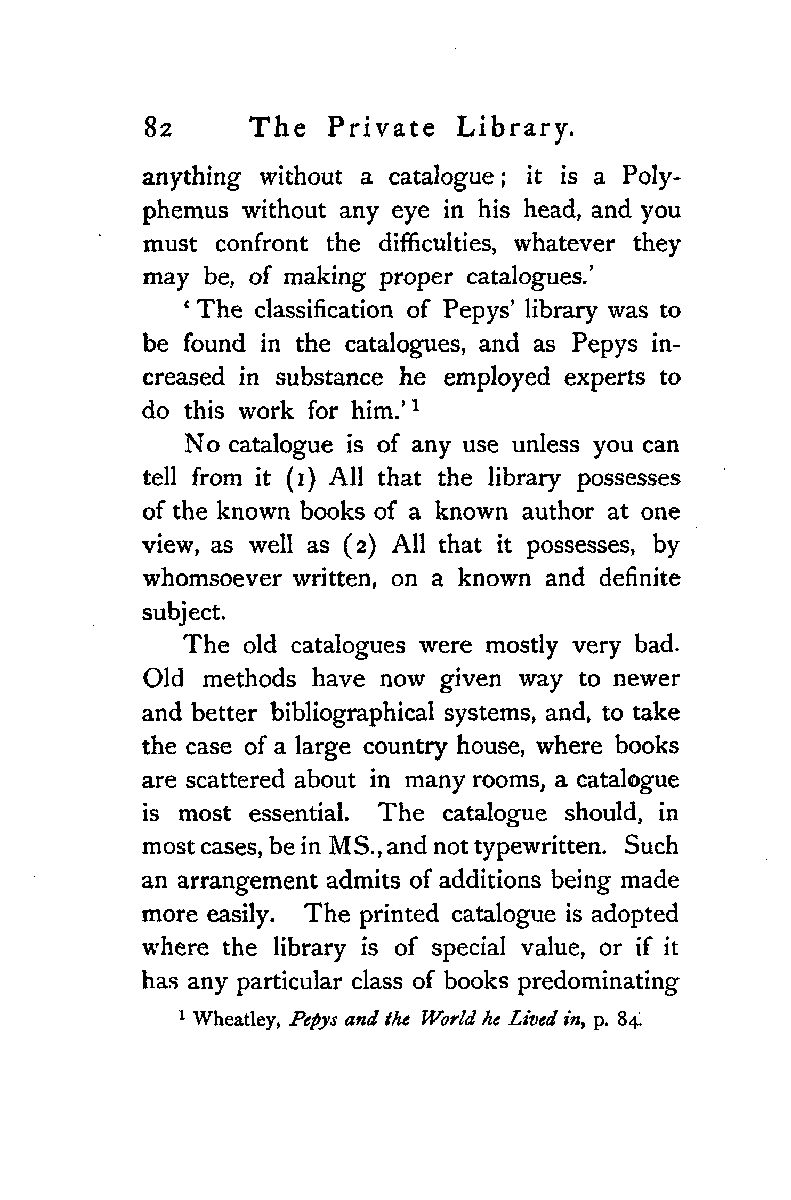 82 The Private Library.
anything without a catalogue; it is a Poly-
phemus without any eye in his head, and you
must confront the difficulties, whatever they
may be, of making proper catalogues.’
‘The classification of Pepys’ library was to
be found in the catalogues, and as Pepys in-
creased in substance he employed experts to
do this work for him.’¹
No catalogue is of any use unless you can
tell from it (1) All that the library possesses
of the known books of a known author at one
view, as well as (2) All that it possesses, by
whomsoever written, on a known and definite
subject.
The old catalogues were mostly very bad.
Old methods have now given way to newer
and better bibliographical systems, and, to take
the case of a large country house, where books
are scattered about in many rooms, a catalogue
is most essential. The catalogue should, in
most cases, be in MS., and not typewritten. Such
an arrangement admits of additions being made
more easily. The printed catalogue is adopted
where the library is of special value, or if it
has any particular class of books predominating
¹ Wheatley, Pepys and the World he Lived in, p. 84.